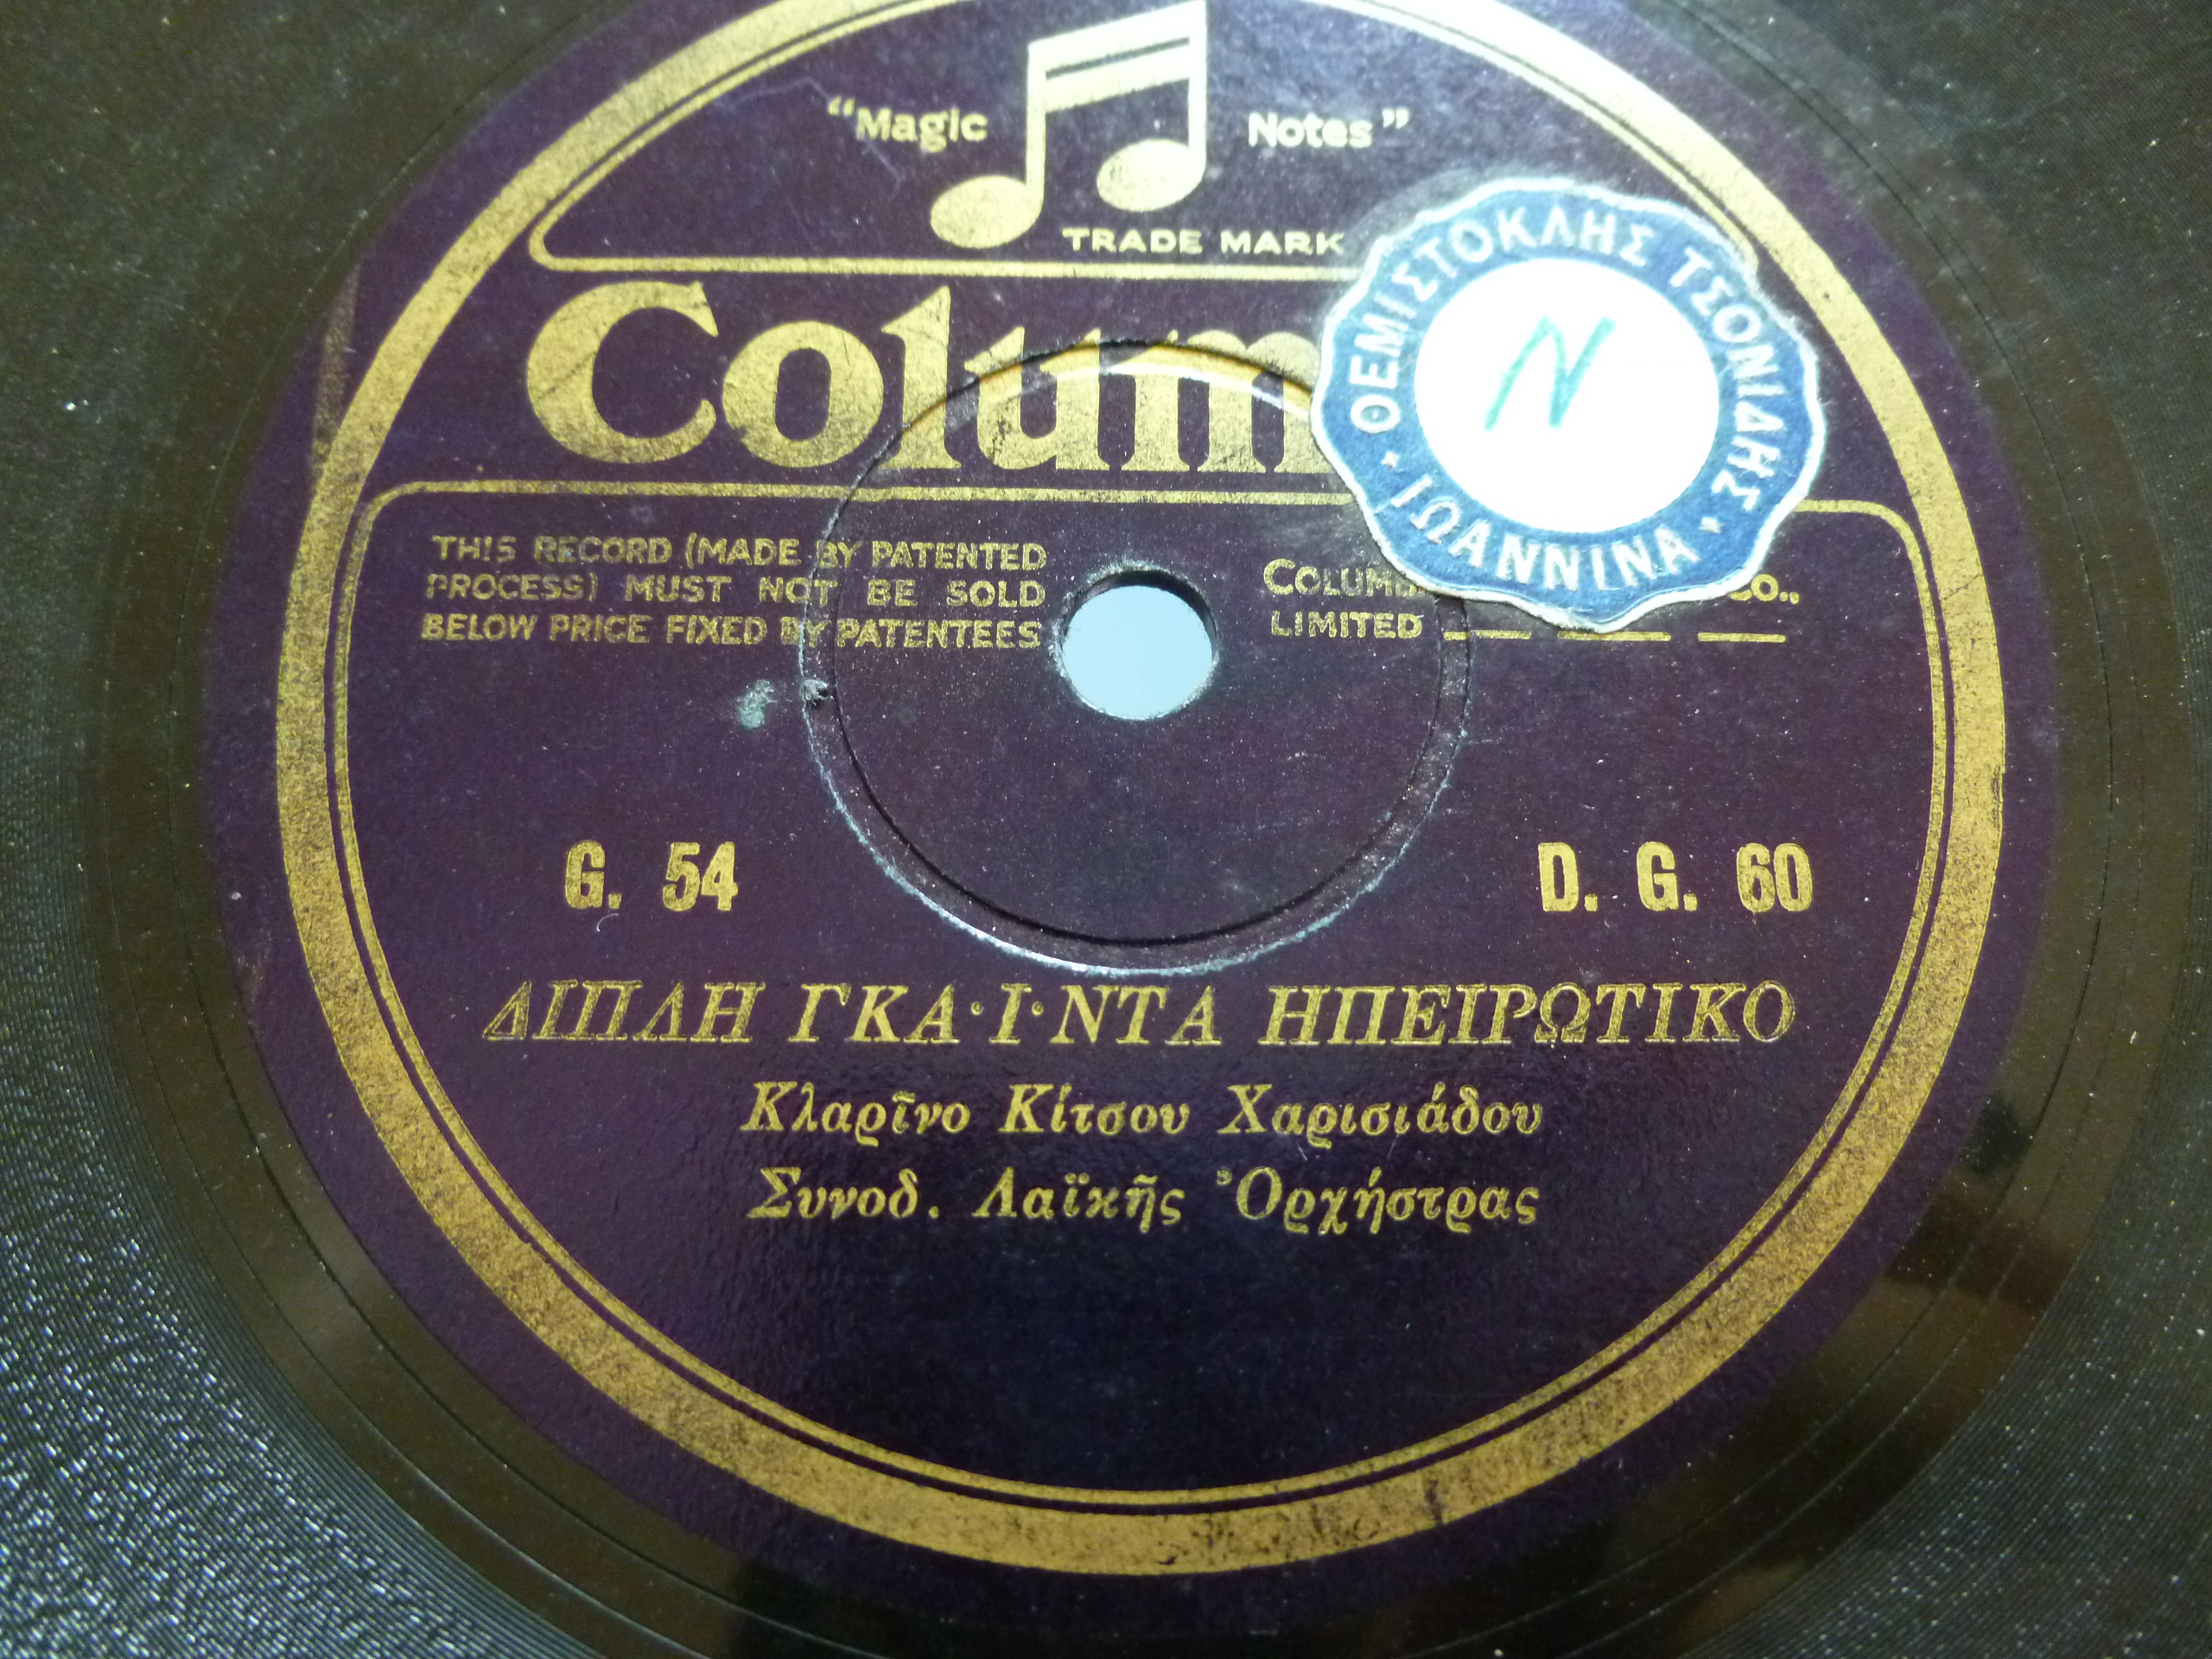 "Magic Notes"
TRADE MARK
Colum
ΘΕΜΙΣΤΟΚΛΗΣ ΤΣΟΝΙΔΗΣ
N
ΙΩΑΝΝΙΝΑ
THIS RECORD (MADE BY PATENTED
PROCESS) MUST NOT BE SOLD
BELOW PRICE FIXED BY PATENTEES
CO.,
LIMITED
G. 54
D. G. 60
ΔΙΠΛΗ ΓΚΑ·Ι·ΝΤΑ ΗΠΕΙΡΩΤΙΚΟ
Κλαρῖνο Κίτσου Χαρισιάδου
Συνοδ. Λαϊκῆς Ὀρχήστρας